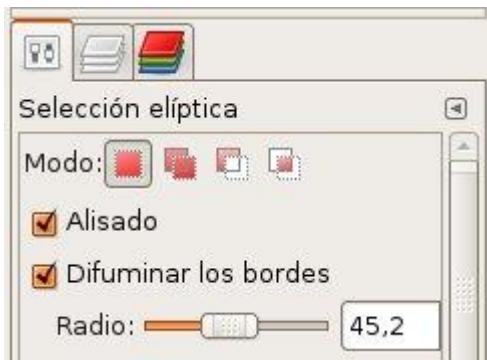 Selección elíptica
Modo:
Alisado
Difuminar los bordes
Radio: 45,2